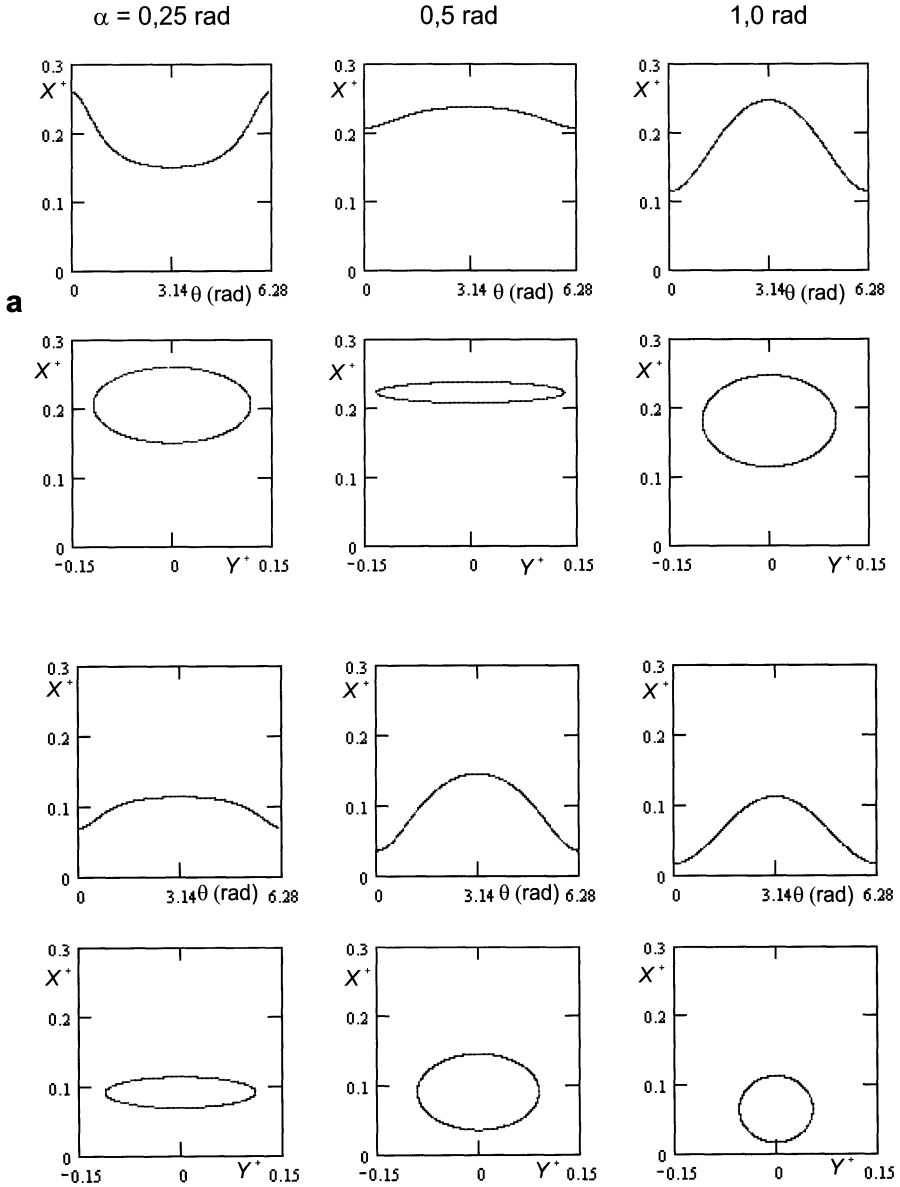 α = 0,25 rad 0,5 rad 1,0 rad
0.3 0.3 0.3
X⁺ X⁺ X⁺
0.2 0.2 0.2
0.1 0.1 0.1
0 0 0
0 3.14 θ (rad) 6.28 0 3.14 θ (rad) 6.28 0 3.14 θ (rad) 6.28
a
0.3 0.3 0.3
X⁺ X⁺ X⁺
0.2 0.2 0.2
0.1 0.1 0.1
0 0 0
−0.15 0 Y⁺ 0.15 −0.15 0 Y⁺ 0.15 −0.15 0 Y⁺ 0.15
0.3 0.3 0.3
X⁺ X⁺ X⁺
0.2 0.2 0.2
0.1 0.1 0.1
0 0 0
0 3.14 θ (rad) 6.28 0 3.14 θ (rad) 6.28 0 3.14 θ (rad) 6.28
0.3 0.3 0.3
X⁺ X⁺ X⁺
0.2 0.2 0.2
0.1 0.1 0.1
0 0 0
−0.15 0 Y⁺ 0.15 −0.15 0 Y⁺ 0.15 −0.15 0 Y⁺ 0.15